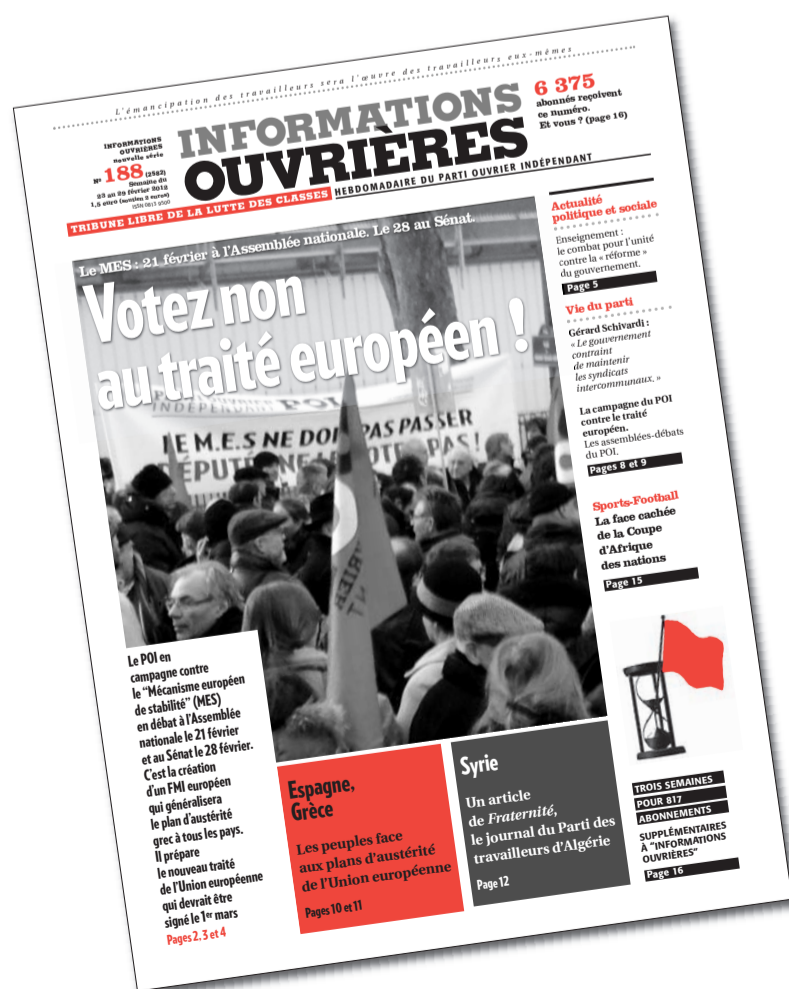 L'émancipation des travailleurs sera l'œuvre des travailleurs eux-mêmes
INFORMATIONS
OUVRIÈRES
nouvelle série
N° 188 (2582)
Semaine du
23 au 29 février 2012
1,5 euro (soutien 2 euros)
ISSN 0813 9500
INFORMATIONS
OUVRIÈRES
6 375
abonnés reçoivent
ce numéro.
Et vous ? (page 16)
TRIBUNE LIBRE DE LA LUTTE DES CLASSES
HEBDOMADAIRE DU PARTI OUVRIER INDÉPENDANT
Le MES : 21 février à l'Assemblée nationale. Le 28 au Sénat.
Votez non
au traité européen !
INDÉPENDANT POI
LE M.E.S NE DOI PAS PASSER
DÉPUTÉ NE VOTE PAS !
Le POI en
campagne contre
le “Mécanisme européen
de stabilité” (MES)
en débat à l'Assemblée
nationale le 21 février
et au Sénat le 28 février.
C'est la création
d'un FMI européen
qui généralisera
le plan d'austérité
grec à tous les pays.
Il prépare
le nouveau traité
de l'Union européenne
qui devrait être
signé le 1er mars
Pages 2, 3 et 4
Espagne,
Grèce
Les peuples face
aux plans d'austérité
de l'Union européenne
Pages 10 et 11
Syrie
Un article
de Fraternité,
le journal du Parti des
travailleurs d'Algérie
Page 12
Actualité
politique et sociale
Enseignement :
le combat pour l'unité
contre la « réforme »
du gouvernement.
Page 5
Vie du parti
Gérard Schivardi :
« Le gouvernement
contraint
de maintenir
les syndicats
intercommunaux. »
La campagne du POI
contre le traité
européen.
Les assemblées-débats
du POI.
Pages 8 et 9
Sports-Football
La face cachée
de la Coupe
d'Afrique
des nations
Page 15
TROIS SEMAINES
POUR 817
ABONNEMENTS
SUPPLÉMENTAIRES
À “INFORMATIONS
OUVRIÈRES”
Page 16